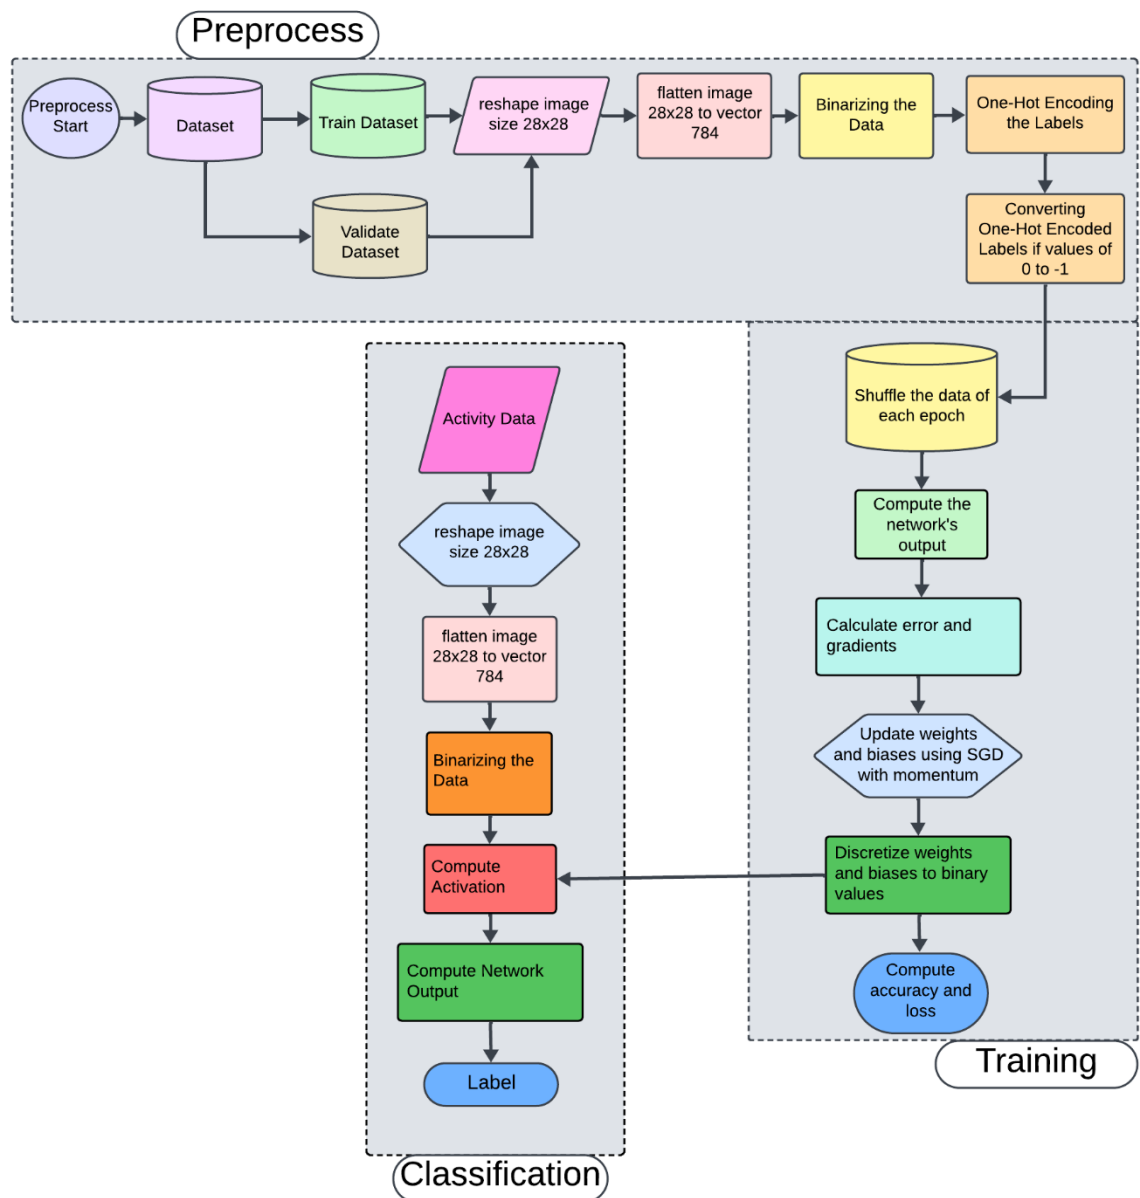 Preprocess
Preprocess
Start
Dataset
Train Dataset
reshape image
size 28x28
flatten image
28x28 to vector
784
Binarizing the
Data
One-Hot Encoding
the Labels
Validate
Dataset
Converting
One-Hot Encoded
Labels if values of
0 to -1
Shuffle the data of
each epoch
Compute the
network's
output
Calculate error and
gradients
Update weights
and biases using SGD
with momentum
Discretize weights
and biases to binary
values
Compute
accuracy and
loss
Training
Activity Data
reshape image
size 28x28
flatten image
28x28 to vector
784
Binarizing the
Data
Compute
Activation
Compute Network
Output
Label
Classification